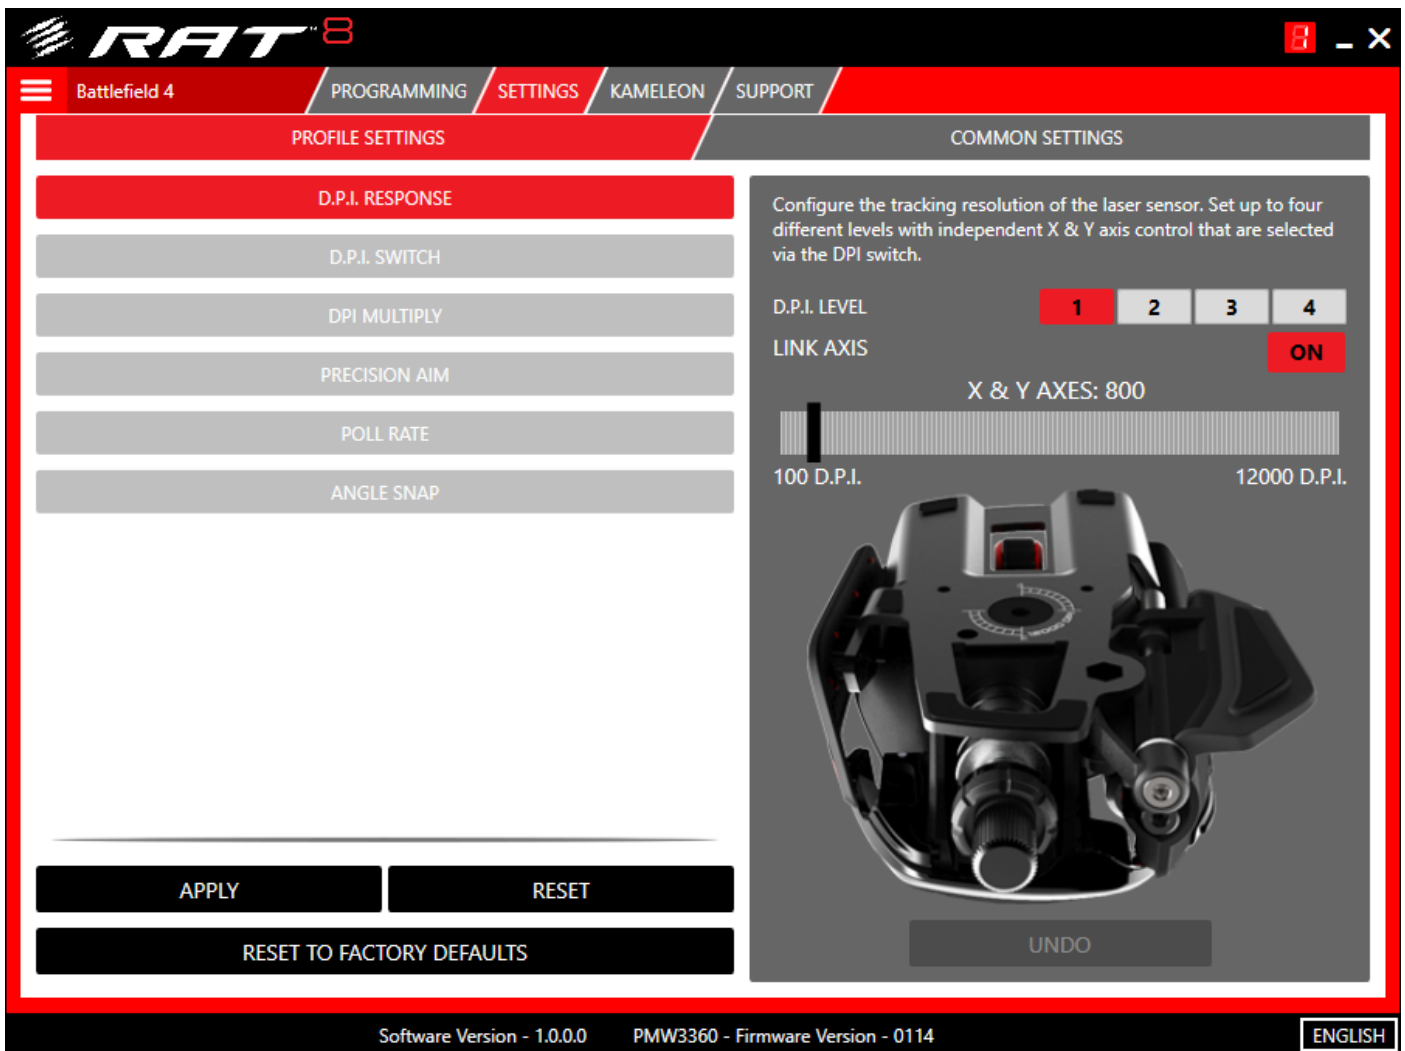 RAT™8
8
Battlefield 4
PROGRAMMING
SETTINGS
KAMELEON
SUPPORT
PROFILE SETTINGS
COMMON SETTINGS
D.P.I. RESPONSE
D.P.I. SWITCH
DPI MULTIPLY
PRECISION AIM
POLL RATE
ANGLE SNAP
APPLY
RESET
RESET TO FACTORY DEFAULTS
Configure the tracking resolution of the laser sensor. Set up to four
different levels with independent X & Y axis control that are selected
via the DPI switch.
D.P.I. LEVEL
1 2 3 4
LINK AXIS
ON
X & Y AXES: 800
100 D.P.I.
12000 D.P.I.
UNDO
Software Version - 1.0.0.0
PMW3360 - Firmware Version - 0114
ENGLISH